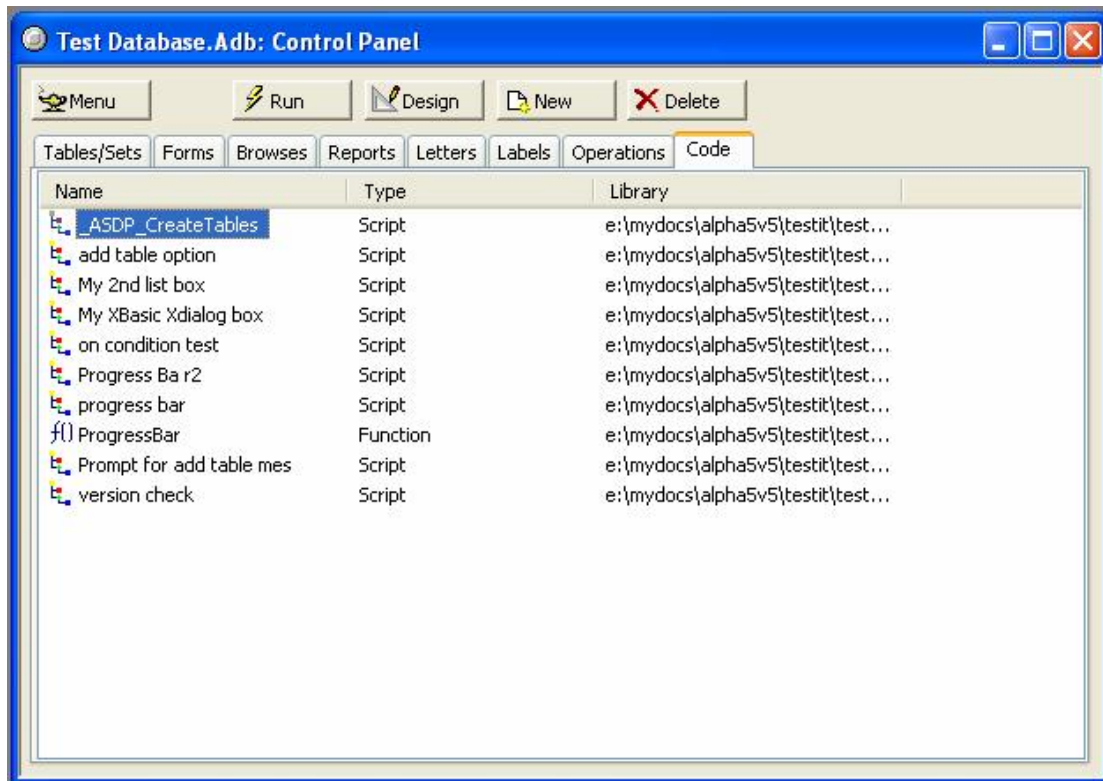 Test Database.Adb: Control Panel
Menu Run Design New Delete
Tables/Sets Forms Browses Reports Letters Labels Operations Code
Name Type Library
_ASDP_CreateTables Script e:\mydocs\alpha5v5\testit\test...
add table option Script e:\mydocs\alpha5v5\testit\test...
My 2nd list box Script e:\mydocs\alpha5v5\testit\test...
My XBasic Xdialog box Script e:\mydocs\alpha5v5\testit\test...
on condition test Script e:\mydocs\alpha5v5\testit\test...
Progress Ba r2 Script e:\mydocs\alpha5v5\testit\test...
progress bar Script e:\mydocs\alpha5v5\testit\test...
f() ProgressBar Function e:\mydocs\alpha5v5\testit\test...
Prompt for add table mes Script e:\mydocs\alpha5v5\testit\test...
version check Script e:\mydocs\alpha5v5\testit\test...